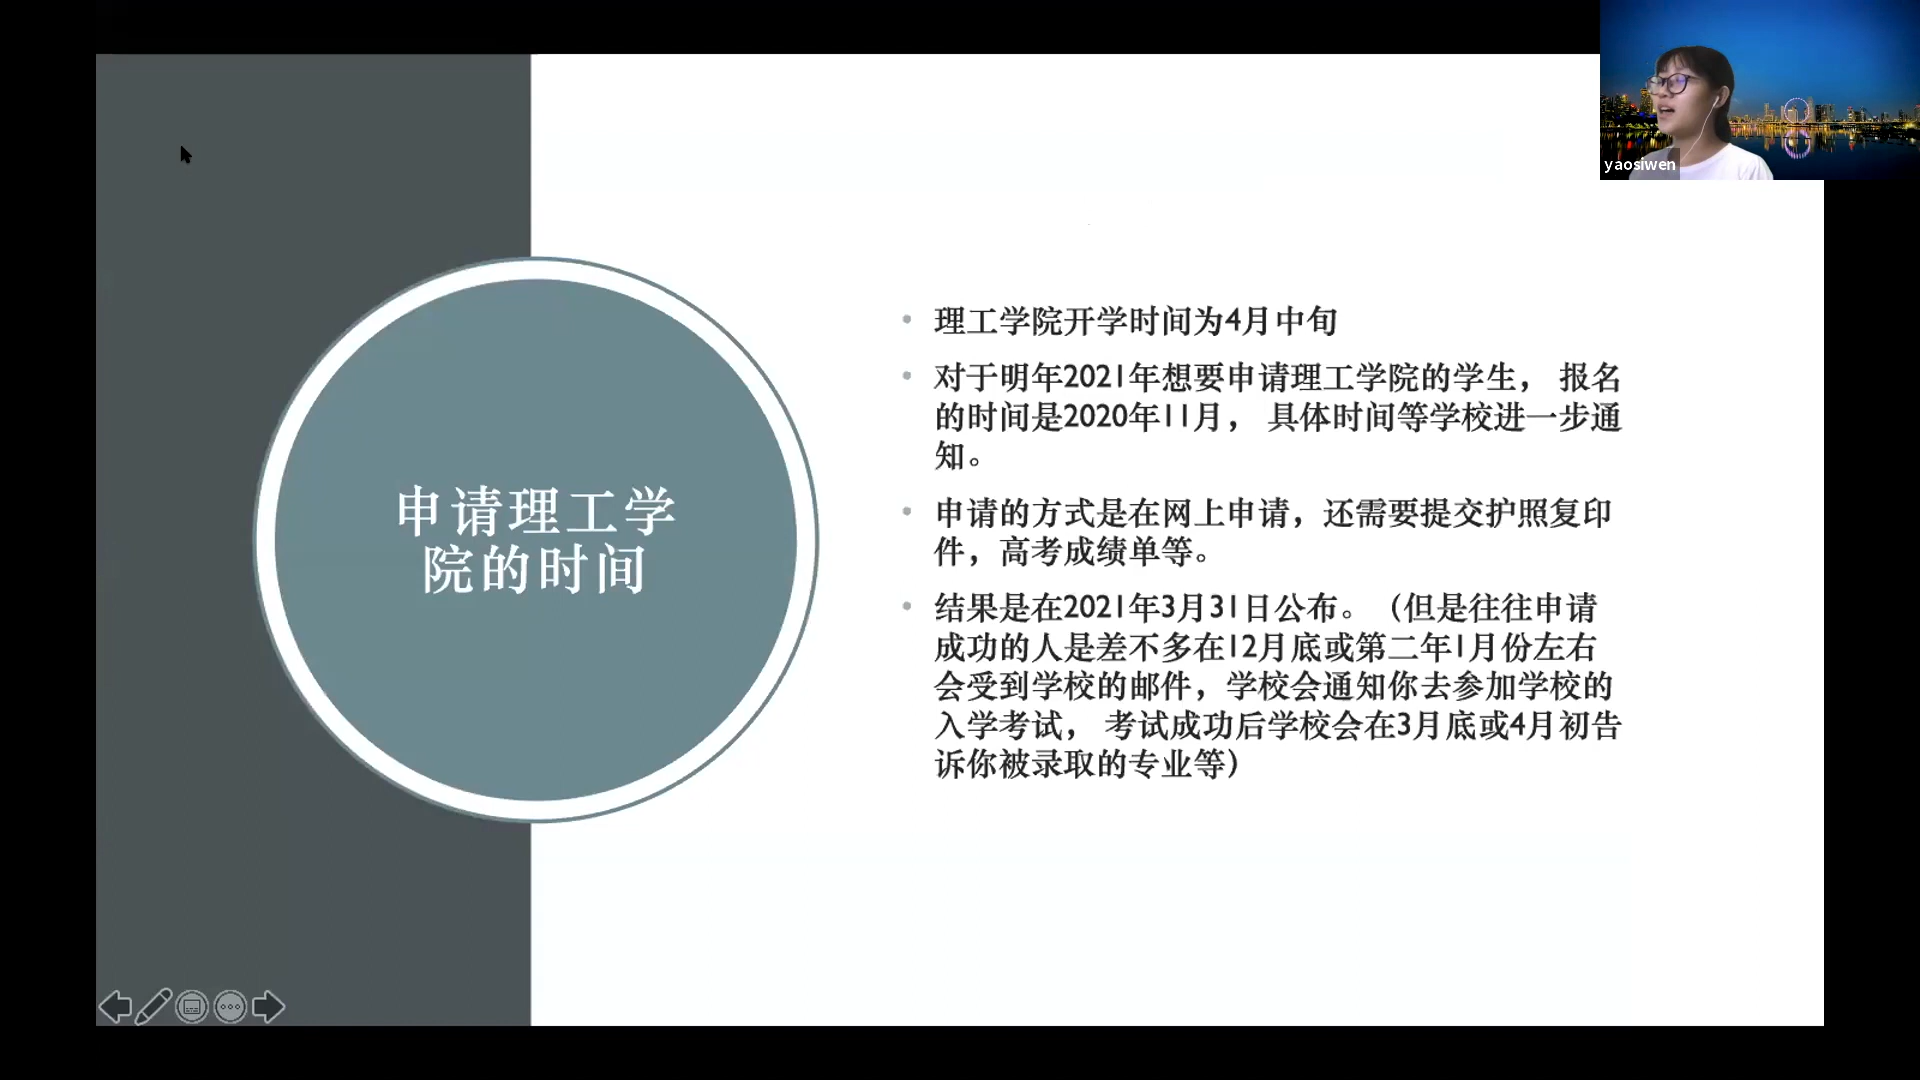 yaosiwen
申请理工学
院的时间
• 理工学院开学时间为4月中旬
• 对于明年2021年想要申请理工学院的学生， 报名
的时间是2020年11月， 具体时间等学校进一步通
知。
• 申请的方式是在网上申请，还需要提交护照复印
件，高考成绩单等。
• 结果是在2021年3月31日公布。（但是往往申请
成功的人是差不多在12月底或第二年1月份左右
会受到学校的邮件，学校会通知你去参加学校的
入学考试， 考试成功后学校会在3月底或4月初告
诉你被录取的专业等）